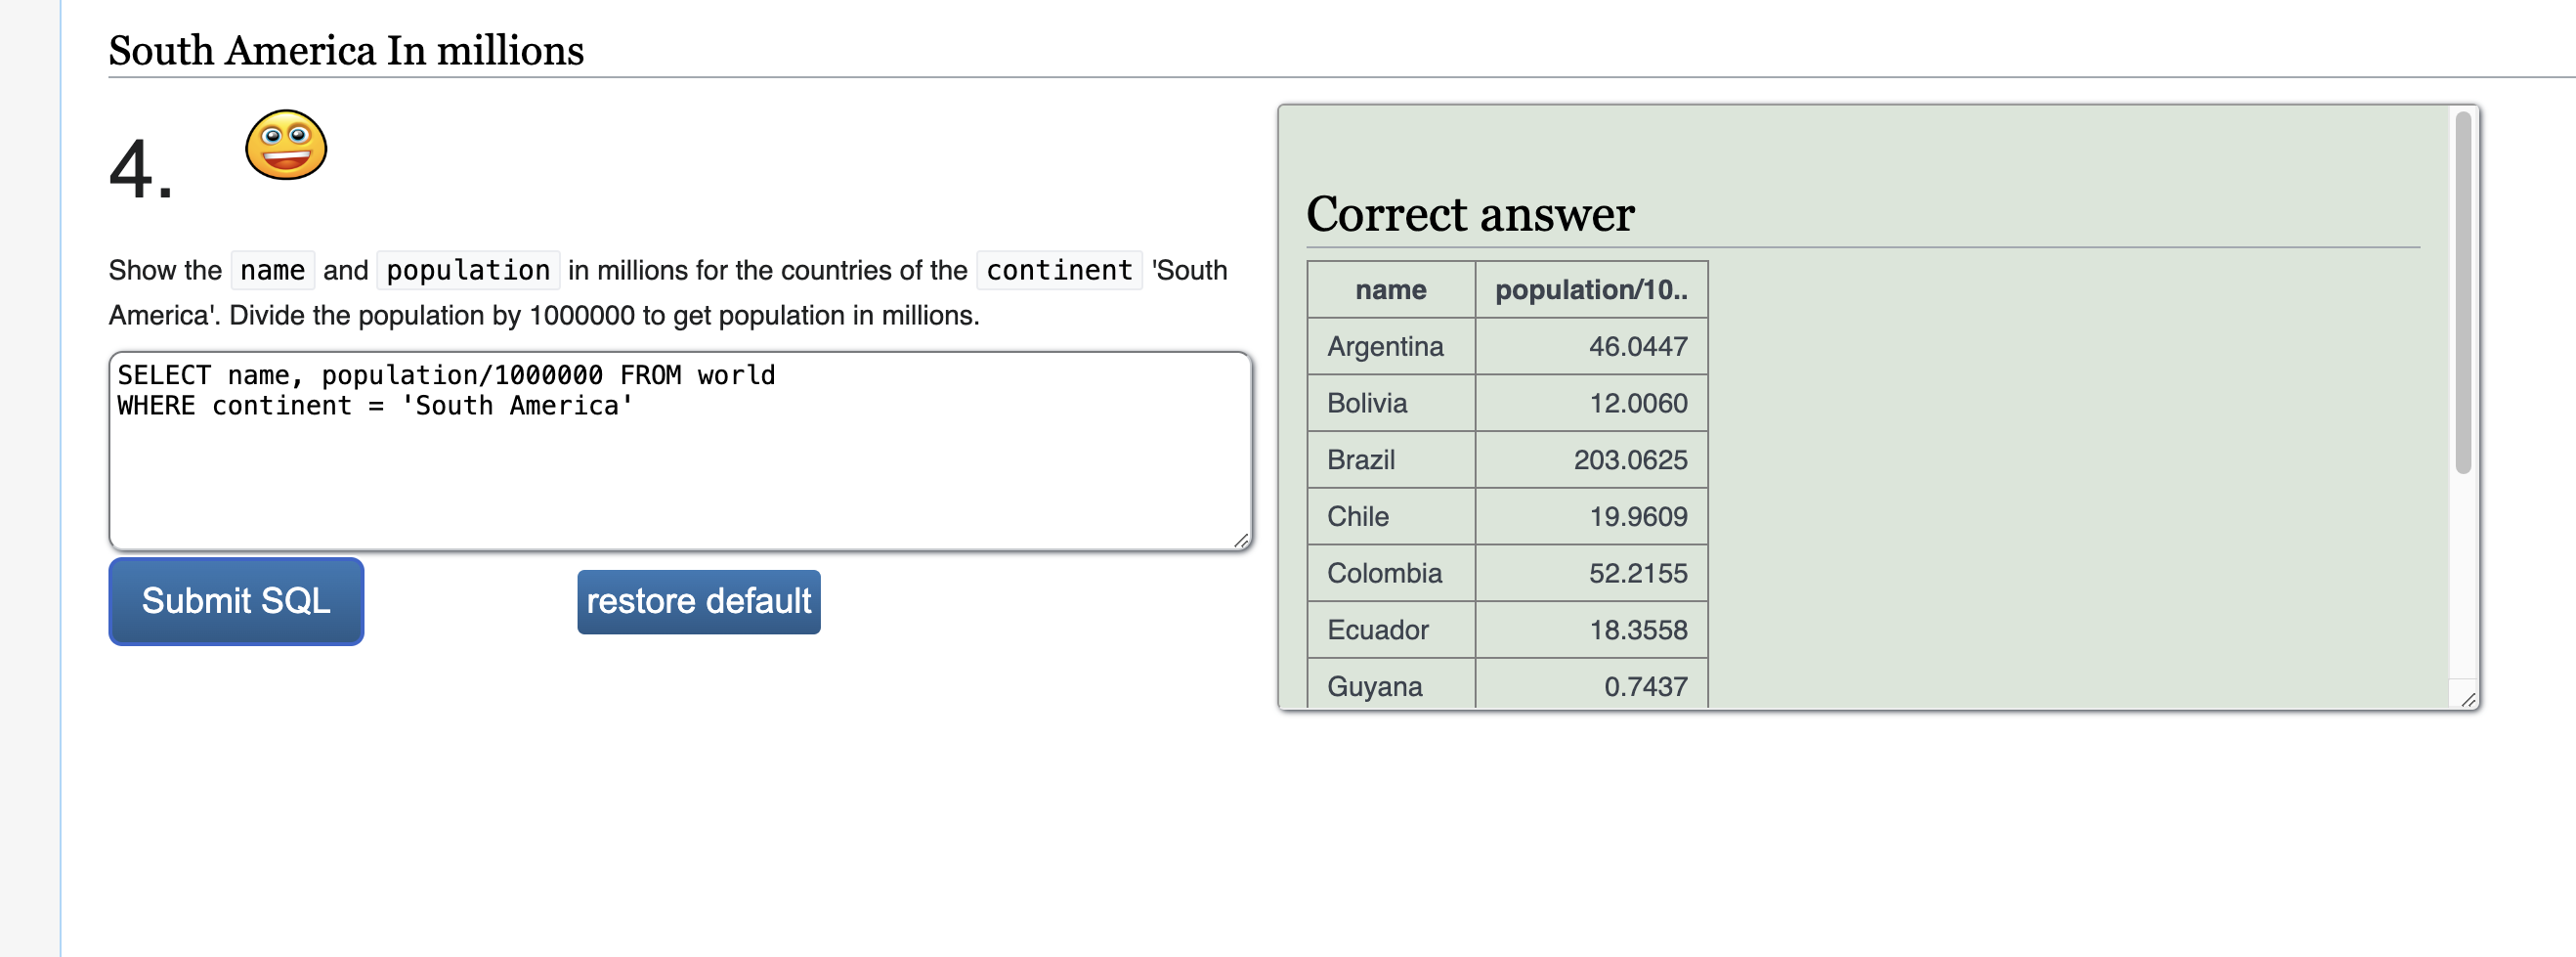 South America In millions
4.
Show the name and population in millions for the countries of the continent 'South
America'. Divide the population by 1000000 to get population in millions.
SELECT name, population/1000000 FROM world
WHERE continent = 'South America'
Submit SQL
restore default
Correct answer
name population/10..
Argentina 46.0447
Bolivia 12.0060
Brazil 203.0625
Chile 19.9609
Colombia 52.2155
Ecuador 18.3558
Guyana 0.7437